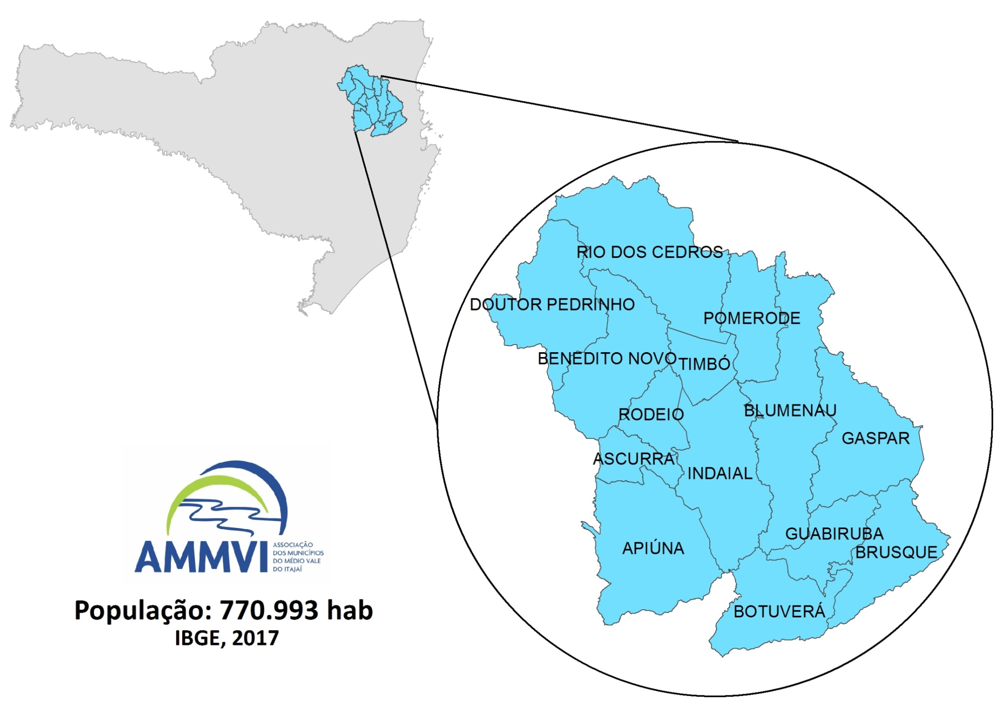 RIO DOS CEDROS
DOUTOR PEDRINHO
POMERODE
BENEDITO NOVO
TIMBÓ
BLUMENAU
RODEIO
GASPAR
ASCURRA
INDAIAL
GUABIRUBA
APIÚNA
BRUSQUE
BOTUVERÁ
AMMVI
ASSOCIAÇÃO
DOS MUNICÍPIOS
DO MÉDIO VALE
DO ITAJAÍ
População: 770.993 hab
IBGE, 2017